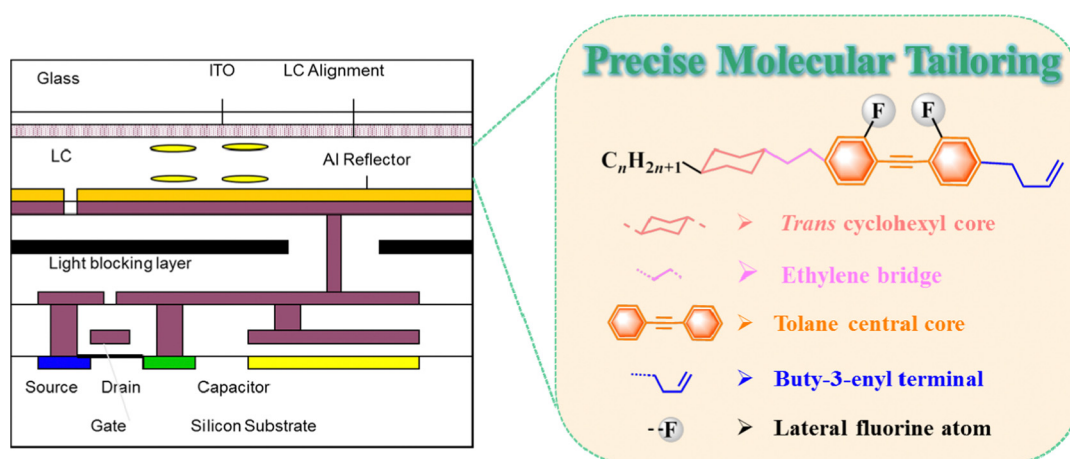 Glass
ITO
LC Alignment
LC
Al Reflector
Light blocking layer
Source
Drain
Capacitor
Gate
Silicon Substrate
Precise Molecular Tailoring
F
F
CnH2n+1
Trans cyclohexyl core
Ethylene bridge
Tolane central core
Buty-3-enyl terminal
--F
Lateral fluorine atom